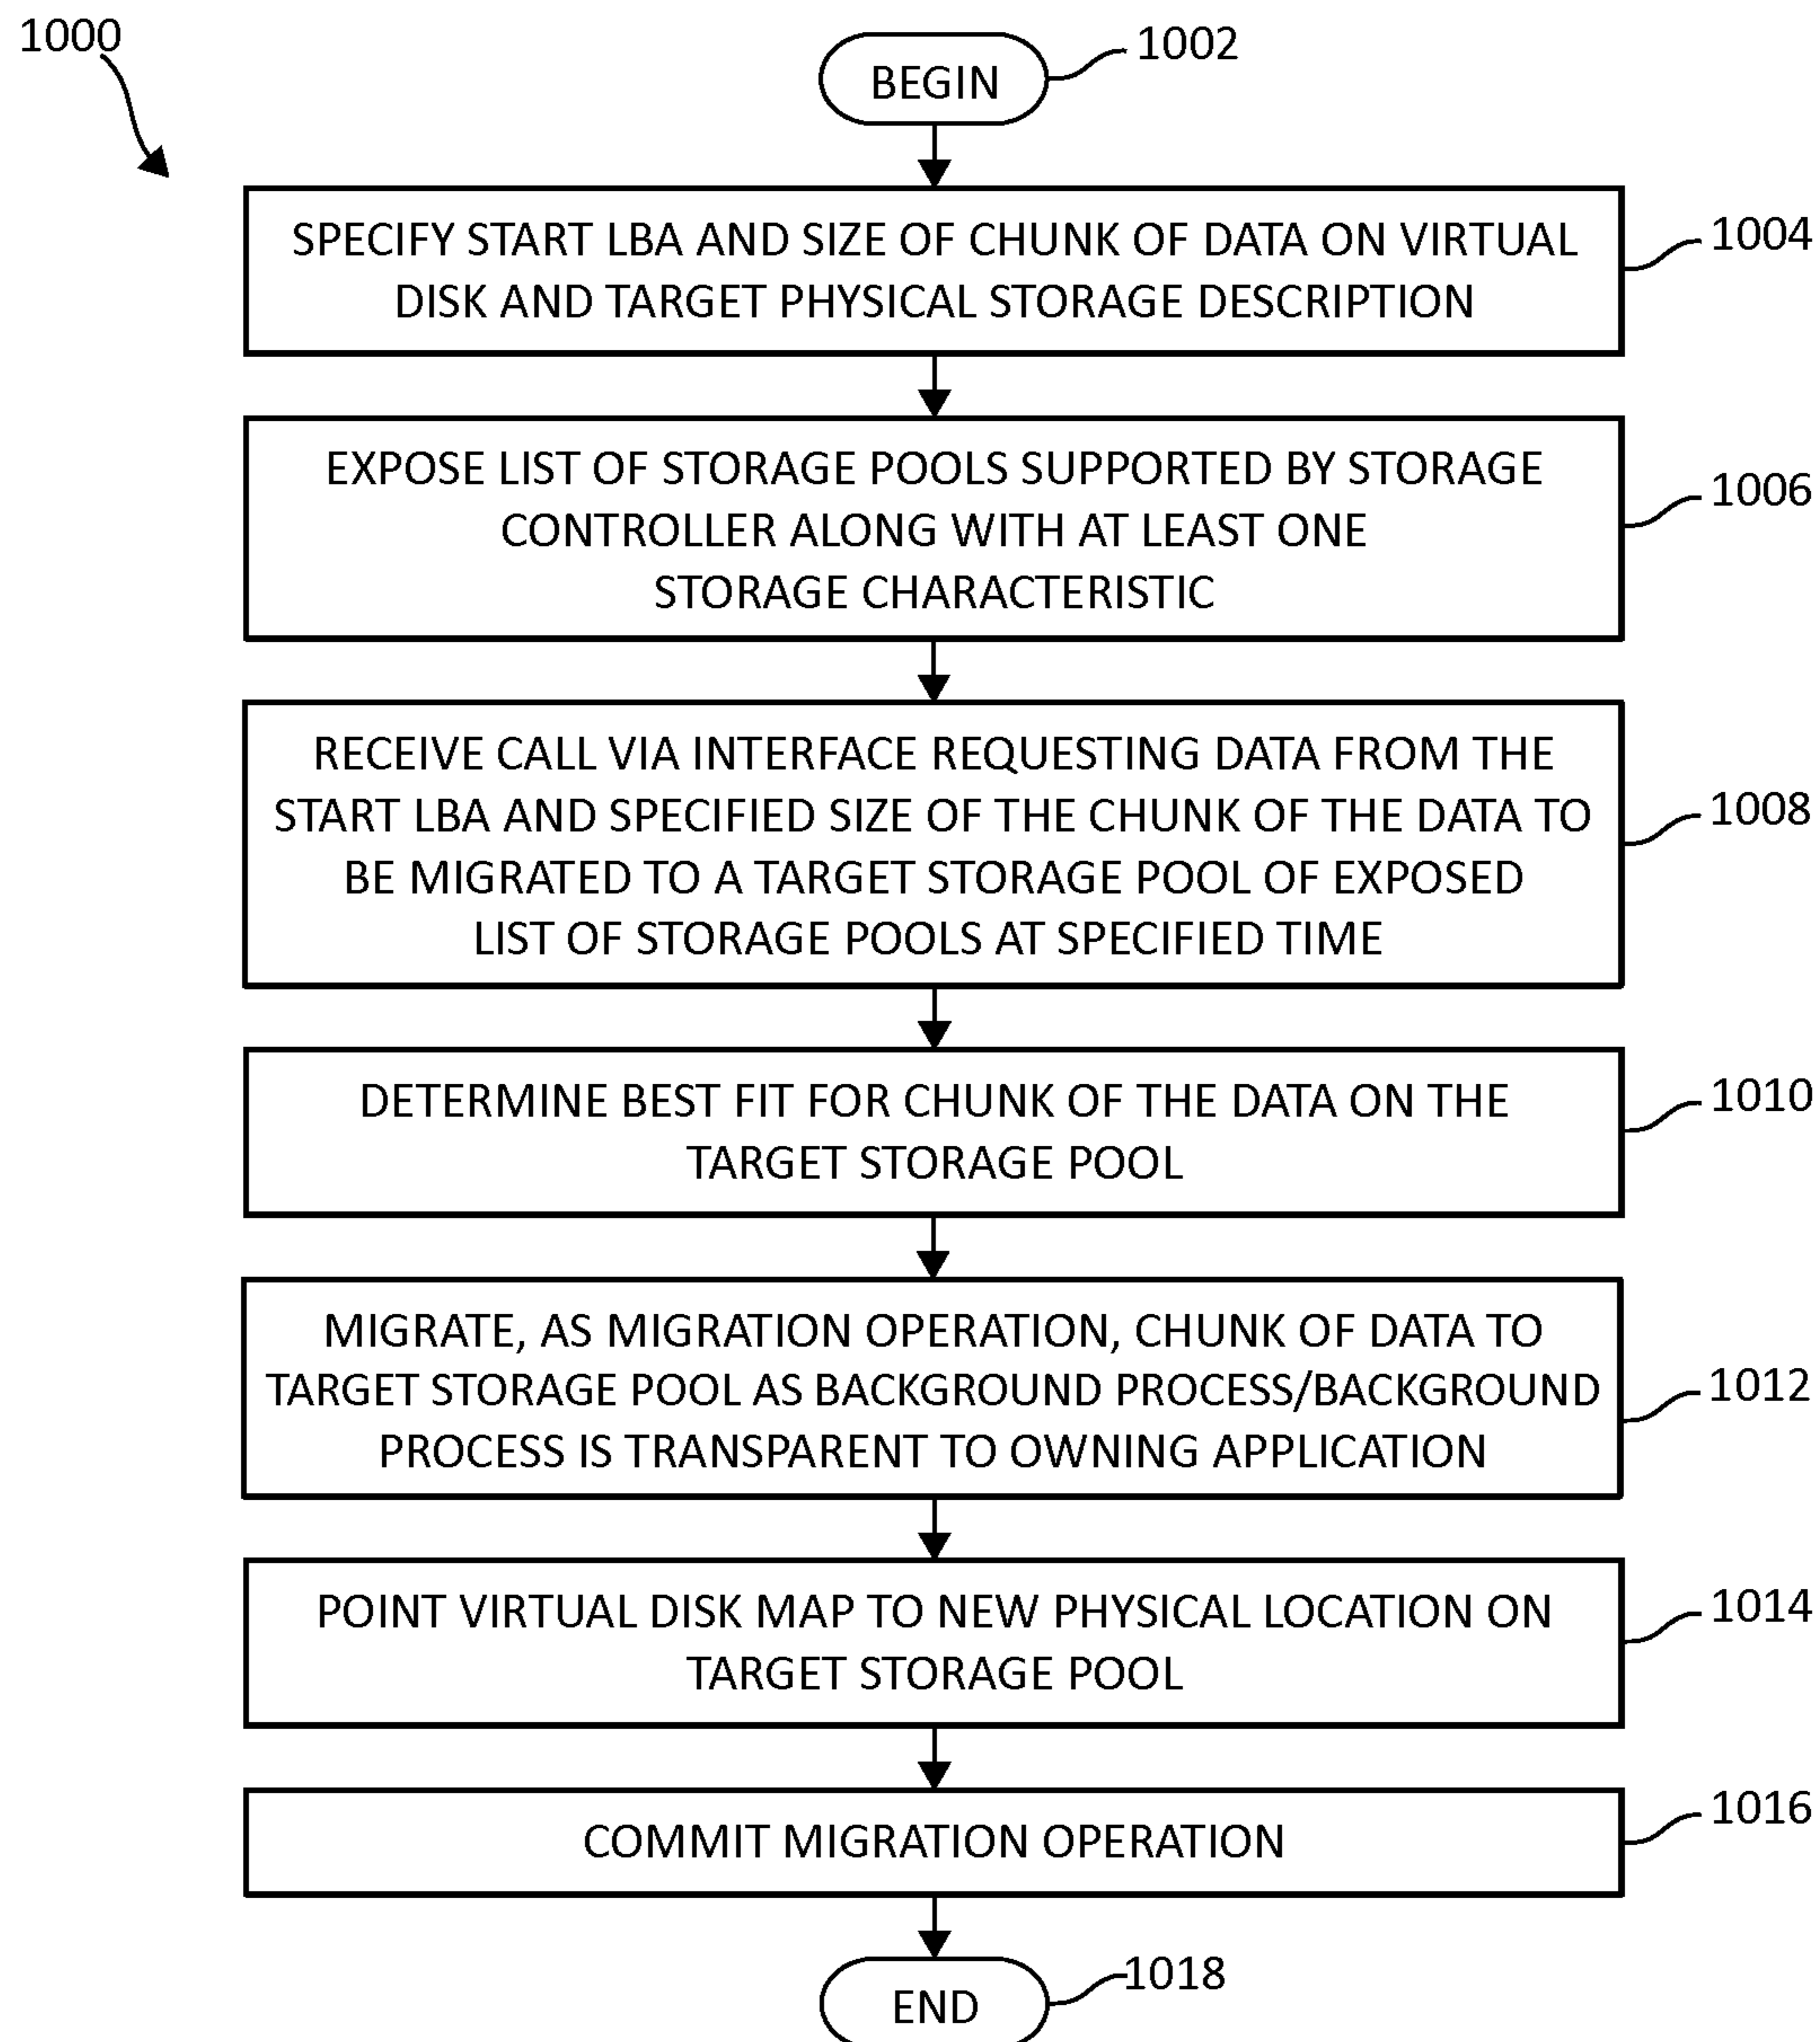 1000
BEGIN
1002
SPECIFY START LBA AND SIZE OF CHUNK OF DATA ON VIRTUAL
DISK AND TARGET PHYSICAL STORAGE DESCRIPTION
1004
EXPOSE LIST OF STORAGE POOLS SUPPORTED BY STORAGE
CONTROLLER ALONG WITH AT LEAST ONE
STORAGE CHARACTERISTIC
1006
RECEIVE CALL VIA INTERFACE REQUESTING DATA FROM THE
START LBA AND SPECIFIED SIZE OF THE CHUNK OF THE DATA TO
BE MIGRATED TO A TARGET STORAGE POOL OF EXPOSED
LIST OF STORAGE POOLS AT SPECIFIED TIME
1008
DETERMINE BEST FIT FOR CHUNK OF THE DATA ON THE
TARGET STORAGE POOL
1010
MIGRATE, AS MIGRATION OPERATION, CHUNK OF DATA TO
TARGET STORAGE POOL AS BACKGROUND PROCESS/BACKGROUND
PROCESS IS TRANSPARENT TO OWNING APPLICATION
1012
POINT VIRTUAL DISK MAP TO NEW PHYSICAL LOCATION ON
TARGET STORAGE POOL
1014
COMMIT MIGRATION OPERATION
1016
END
1018